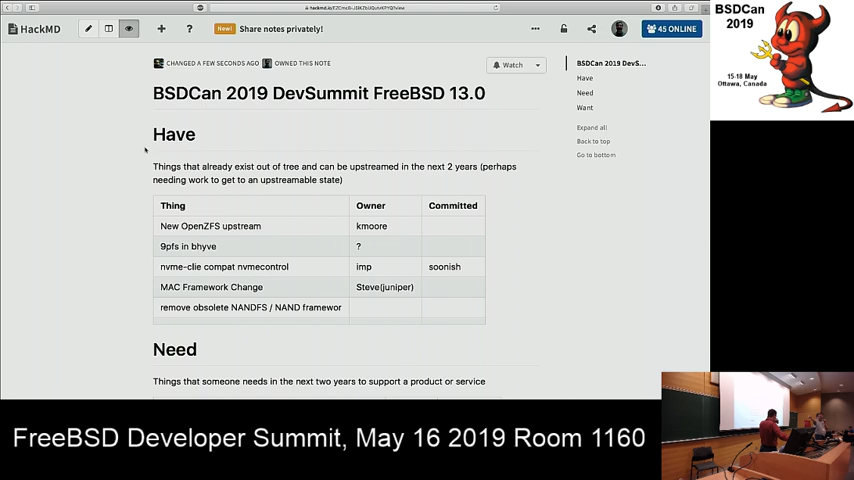 HackMD
New!
Share notes privately!
45 ONLINE
CHANGED A FEW SECONDS AGO
OWNED THIS NOTE
Watch
BSDCan 2019 DevSummit FreeBSD 13.0
Have
Things that already exist out of tree and can be upstreamed in the next 2 years (perhaps
needing work to get to an upstreamable state)
Thing Owner Committed
New OpenZFS upstream kmoore
9pfs in bhyve ?
nvme-clie compat nvmecontrol imp soonish
MAC Framework Change Steve(juniper)
remove obsolete NANDFS / NAND framewor
Need
Things that someone needs in the next two years to support a product or service
BSDCan 2019 DevS...
Have
Need
Want
Expand all
Back to top
Go to bottom
BSDCan
2019
15-18 May
Ottawa, Canada
FreeBSD Developer Summit, May 16 2019 Room 1160